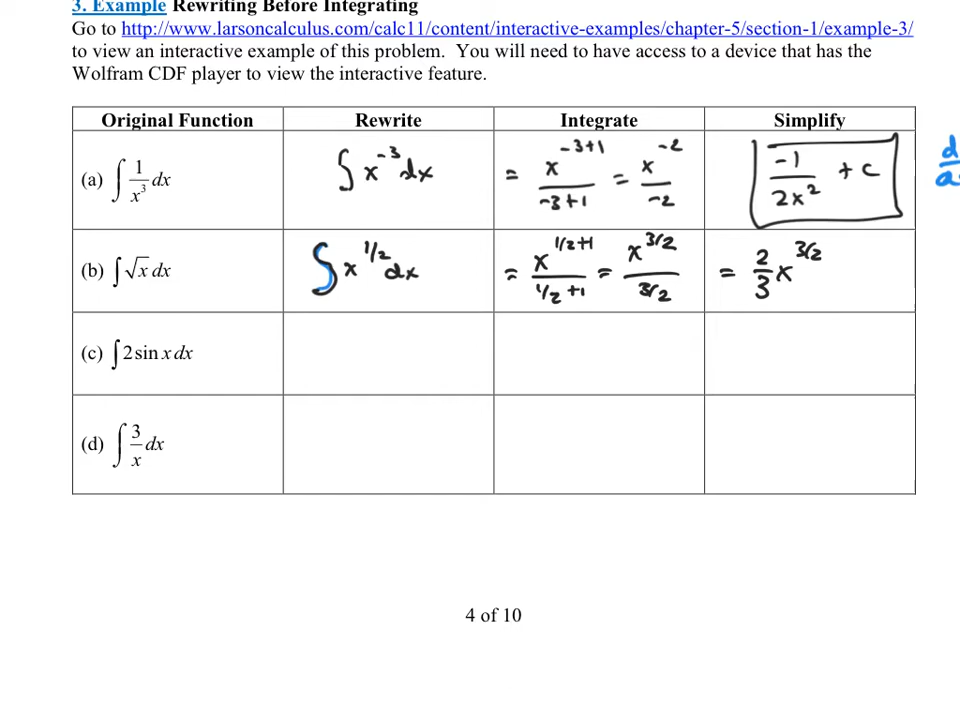 3. Example Rewriting Before Integrating
Go to http://www.larsoncalculus.com/calc11/content/interactive-examples/chapter-5/section-1/example-3/
to view an interactive example of this problem. You will need to have access to a device that has the
Wolfram CDF player to view the interactive feature.
Original Function Rewrite Integrate Simplify
(a) ∫ 1/x³ dx ∫ x⁻³ dx = x^(-3+1)/(-3+1) = x⁻²/-2 -1/(2x²) + C
(b) ∫ √x dx ∫ x^(1/2) dx = x^(1/2+1)/(1/2+1) = x^(3/2)/(3/2) = 2/3 x^(3/2)
(c) ∫ 2 sin x dx
(d) ∫ 3/x dx
4 of 10